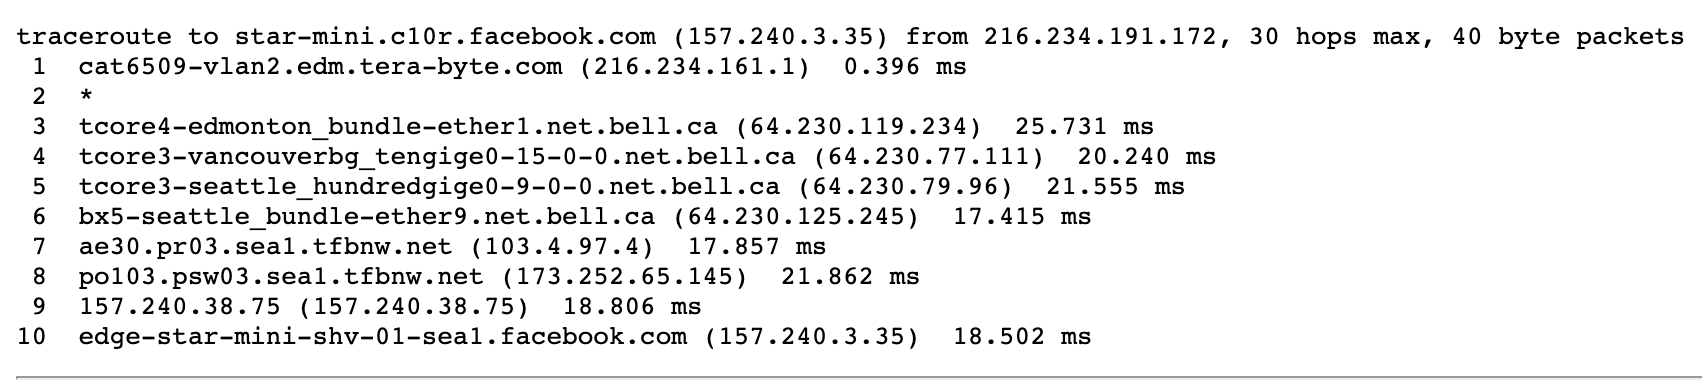 traceroute to star-mini.c10r.facebook.com (157.240.3.35) from 216.234.191.172, 30 hops max, 40 byte packets
1 cat6509-vlan2.edm.tera-byte.com (216.234.161.1) 0.396 ms
2 *
3 tcore4-edmonton_bundle-ether1.net.bell.ca (64.230.119.234) 25.731 ms
4 tcore3-vancouverbg_tengige0-15-0-0.net.bell.ca (64.230.77.111) 20.240 ms
5 tcore3-seattle_hundredgige0-9-0-0.net.bell.ca (64.230.79.96) 21.555 ms
6 bx5-seattle_bundle-ether9.net.bell.ca (64.230.125.245) 17.415 ms
7 ae30.pr03.sea1.tfbnw.net (103.4.97.4) 17.857 ms
8 po103.psw03.sea1.tfbnw.net (173.252.65.145) 21.862 ms
9 157.240.38.75 (157.240.38.75) 18.806 ms
10 edge-star-mini-shv-01-sea1.facebook.com (157.240.3.35) 18.502 ms